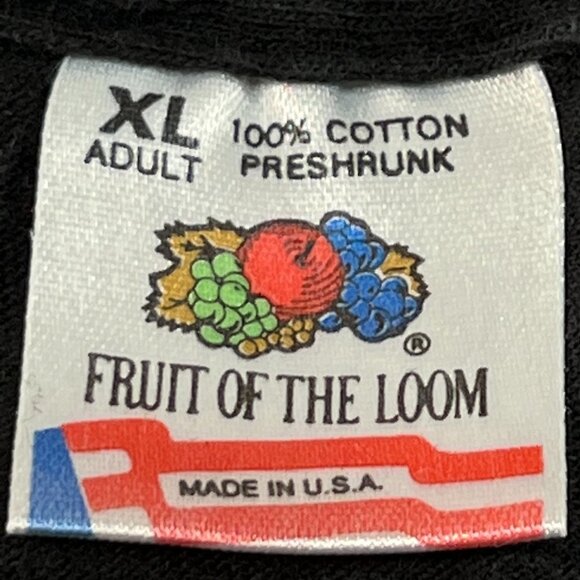 XL 100% COTTON
ADULT PRESHRUNK
®
FRUIT OF THE LOOM
MADE IN U.S.A.